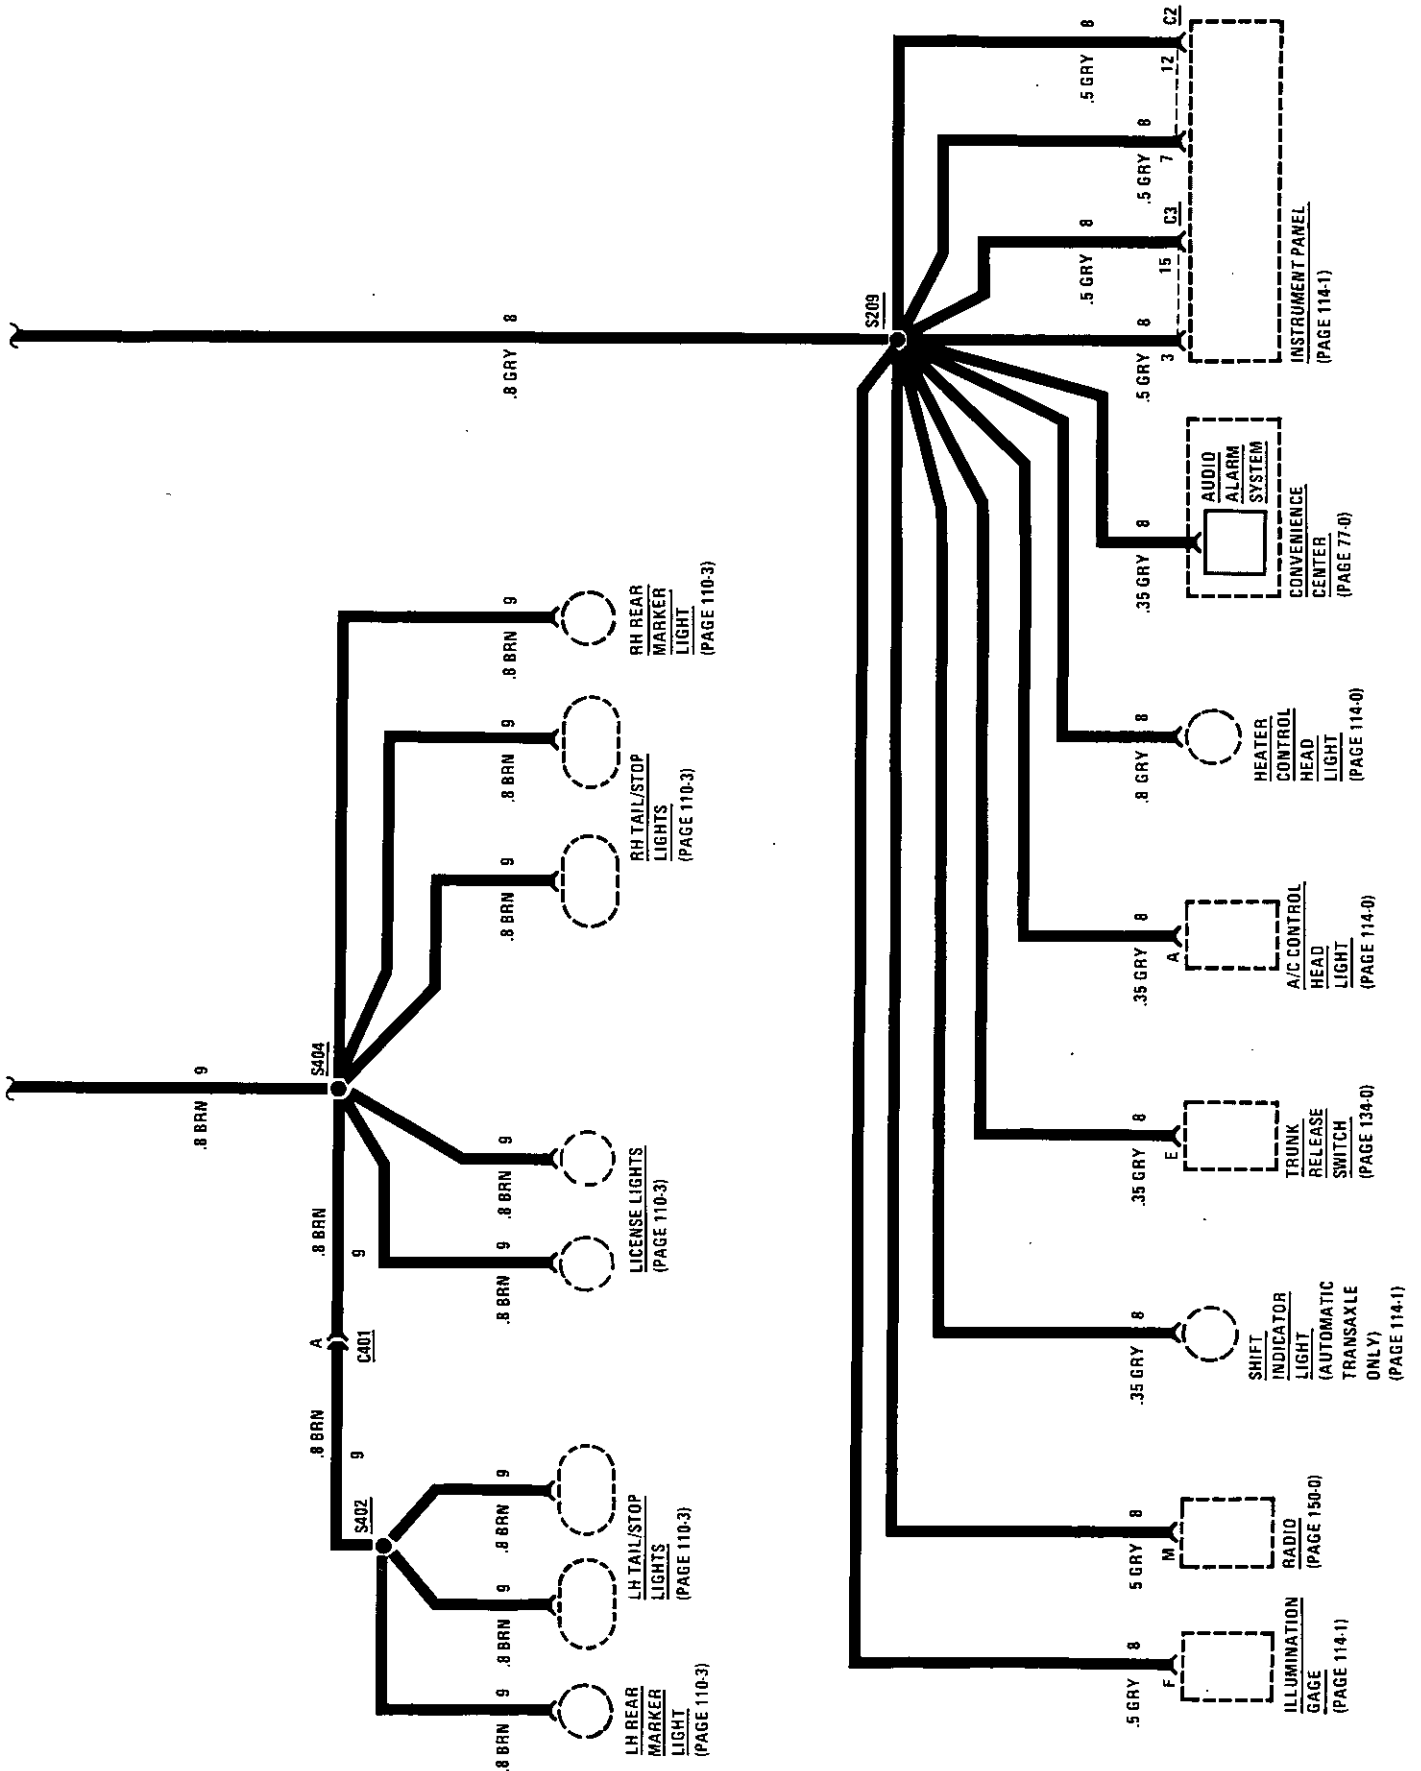 .8 BRN 9
S404
.8 BRN
9
A
C401
.8 BRN
9
S402
.8 BRN 9
LH REAR
MARKER
LIGHT
(PAGE 110-3)
.8 BRN 9
.8 BRN 9
LH TAIL/STOP
LIGHTS
(PAGE 110-3)
.8 BRN 9
.8 BRN 9
LICENSE LIGHTS
(PAGE 110-3)
.8 BRN 9
.8 BRN 9
RH TAIL/STOP
LIGHTS
(PAGE 110-3)
.8 BRN 9
RH REAR
MARKER
LIGHT
(PAGE 110-3)
.8 GRY 8
S209
.5 GRY 8
F
ILLUMINATION
GAGE
(PAGE 114-1)
5 GRY 8
M
RADIO
(PAGE 150-0)
.35 GRY 8
SHIFT
INDICATOR
LIGHT
(AUTOMATIC
TRANSAXLE
ONLY)
(PAGE 114-1)
.35 GRY 8
E
TRUNK
RELEASE
SWITCH
(PAGE 134-0)
.35 GRY 8
A
A/C CONTROL
HEAD
LIGHT
(PAGE 114-0)
.8 GRY 8
HEATER
CONTROL
HEAD
LIGHT
(PAGE 114-0)
.35 GRY 8
AUDIO
ALARM
SYSTEM
CONVENIENCE
CENTER
(PAGE 77-0)
.5 GRY 8
3
.5 GRY 8
15 C3
.5 GRY 8
7
.5 GRY 8
12 C2
INSTRUMENT PANEL
(PAGE 114-1)